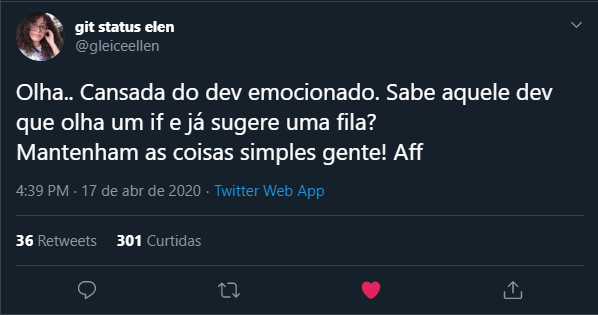 git status elen
@gleiceellen
Olha.. Cansada do dev emocionado. Sabe aquele dev
que olha um if e já sugere uma fila?
Mantenham as coisas simples gente! Aff
4:39 PM · 17 de abr de 2020 · Twitter Web App
36 Retweets 301 Curtidas